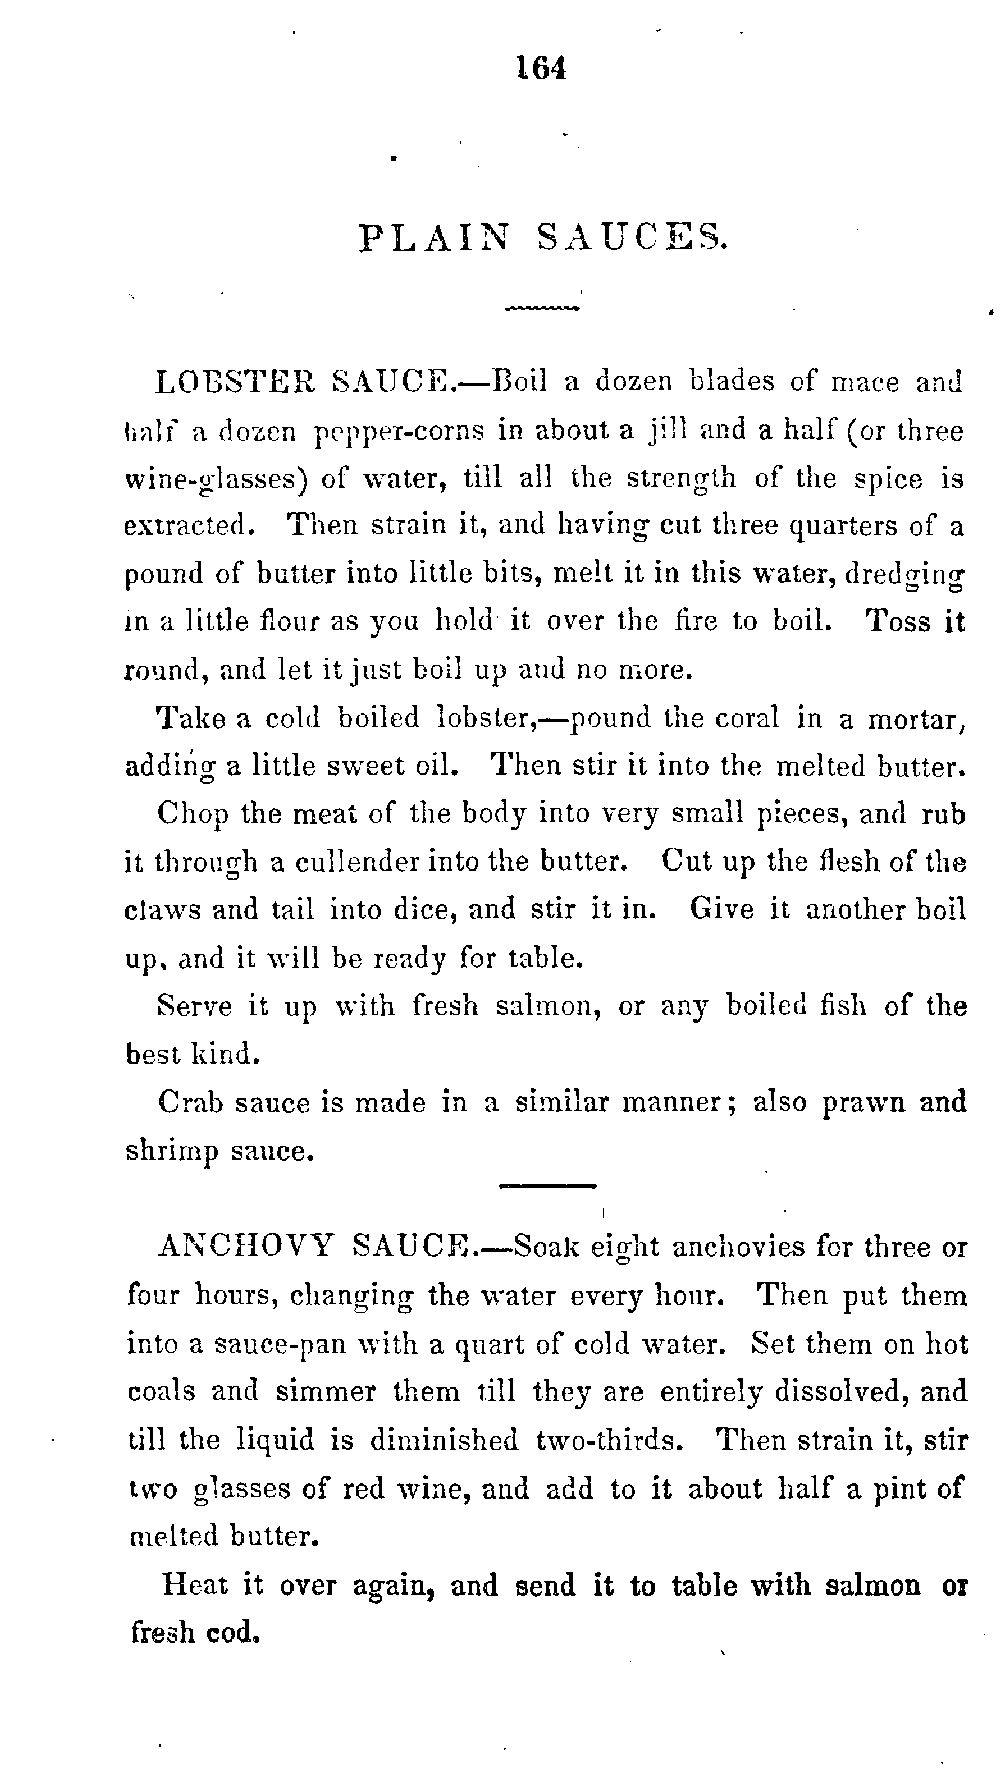 164
PLAIN SAUCES.
LOBSTER SAUCE.—Boil a dozen blades of mace and
half a dozen pepper-corns in about a jill and a half (or three
wine-glasses) of water, till all the strength of the spice is
extracted. Then strain it, and having cut three quarters of a
pound of butter into little bits, melt it in this water, dredging
in a little flour as you hold it over the fire to boil. Toss it
round, and let it just boil up and no more.
Take a cold boiled lobster,—pound the coral in a mortar,
adding a little sweet oil. Then stir it into the melted butter.
Chop the meat of the body into very small pieces, and rub
it through a cullender into the butter. Cut up the flesh of the
claws and tail into dice, and stir it in. Give it another boil
up, and it will be ready for table.
Serve it up with fresh salmon, or any boiled fish of the
best kind.
Crab sauce is made in a similar manner; also prawn and
shrimp sauce.
ANCHOVY SAUCE.—Soak eight anchovies for three or
four hours, changing the water every hour. Then put them
into a sauce-pan with a quart of cold water. Set them on hot
coals and simmer them till they are entirely dissolved, and
till the liquid is diminished two-thirds. Then strain it, stir
two glasses of red wine, and add to it about half a pint of
melted butter.
Heat it over again, and send it to table with salmon or
fresh cod.